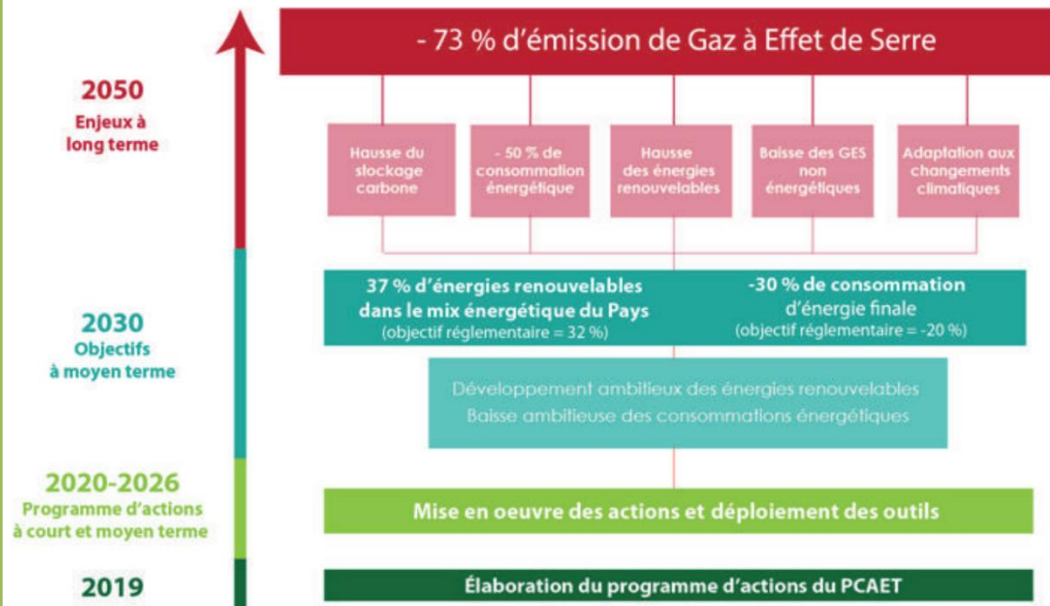 - 73 % d'émission de Gaz à Effet de Serre
2050
Enjeux à
long terme
Hausse du
stockage
carbone
- 50 % de
consommation
énergétique
Hausse
des énergies
renouvelables
Baisse des GES
non
énergétiques
Adaptation aux
changements
climatiques
2030
Objectifs
à moyen terme
37 % d'énergies renouvelables
dans le mix énergétique du Pays
(objectif réglementaire = 32 %)
-30 % de consommation
d'énergie finale
(objectif réglementaire = -20 %)
Développement ambitieux des énergies renouvelables
Baisse ambitieuse des consommations énergétiques
2020-2026
Programme d'actions
à court et moyen terme
Mise en oeuvre des actions et déploiement des outils
2019
Élaboration du programme d'actions du PCAET